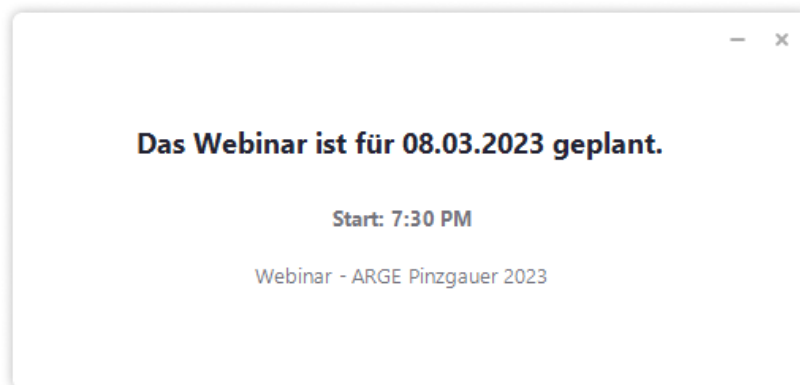 Das Webinar ist für 08.03.2023 geplant.
Start: 7:30 PM
Webinar - ARGE Pinzgauer 2023